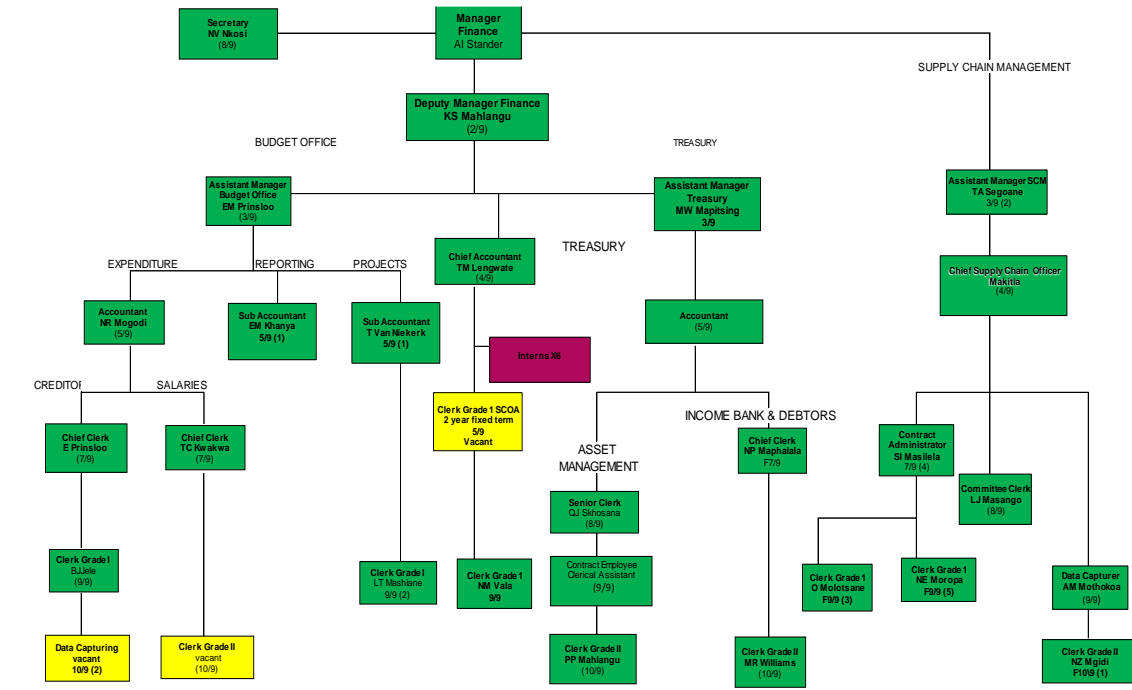 Secretary
NV Nkosi
(8/9)
Manager
Finance
AI Stander
SUPPLY CHAIN MANAGEMENT
Deputy Manager Finance
KS Mahlangu
(2/9)
BUDGET OFFICE
TREASURY
Assistant Manager
Budget Office
EM Prinsloo
(3/9)
Assistant Manager
Treasury
MW Mapitsing
3/9
Assistant Manager SCM
TA Segoane
3/9 (2)
Chief Accountant
TM Lengwate
(4/9)
TREASURY
Chief Supply Chain Officer
Makitla
(4/9)
EXPENDITURE
REPORTING
PROJECTS
Accountant
NR Mogodi
(5/9)
Sub Accountant
EM Khanya
5/9 (1)
Sub Accountant
T Van Niekerk
5/9 (1)
Accountant
(5/9)
Interns X6
CREDITOF
SALARIES
Clerk Grade 1 SCOA
2 year fixed term
5/9
Vacant
INCOME BANK & DEBTORS
Chief Clerk
E Prinsloo
(7/9)
Chief Clerk
TC Kwakwa
(7/9)
ASSET
MANAGEMENT
Chief Clerk
NP Maphalala
F7/9
Contract
Administrator
SI Masilela
7/9 (4)
Committee Clerk
LJ Masango
(8/9)
Senior Clerk
QJ Skhosana
(8/9)
Clerk Grade I
BJJele
(9/9)
Clerk Grade I
LT Mashiane
9/9 (2)
Clerk Grade 1
NM Vala
9/9
Contract Employee
Clerical Assistant
(9/9)
Clerk Grade 1
O Molotsane
F9/9 (3)
Clerk Grade 1
NE Moropa
F9/9 (5)
Data Capturer
AM Mothokoa
(9/9)
Data Capturing
vacant
10/9 (2)
Clerk Grade II
vacant
(10/9)
Clerk Grade II
PP Mahlangu
(10/9)
Clerk Grade II
MR Williams
(10/9)
Clerk Grade II
NZ Mgidi
F10\9 (1)